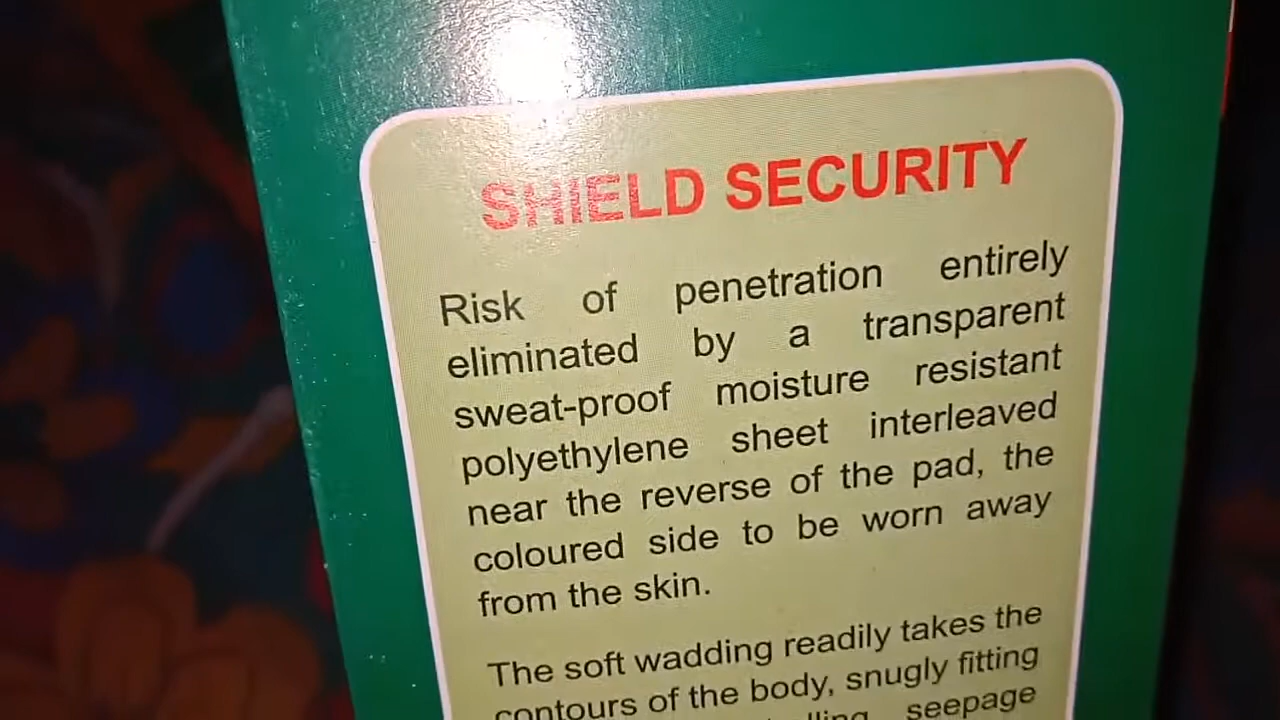 SHIELD SECURITY
Risk of penetration entirely
eliminated by a transparent
sweat-proof moisture resistant
polyethylene sheet interleaved
near the reverse of the pad, the
coloured side to be worn away
from the skin.
The soft wadding readily takes the
contours of the body, snugly fitting
seepage